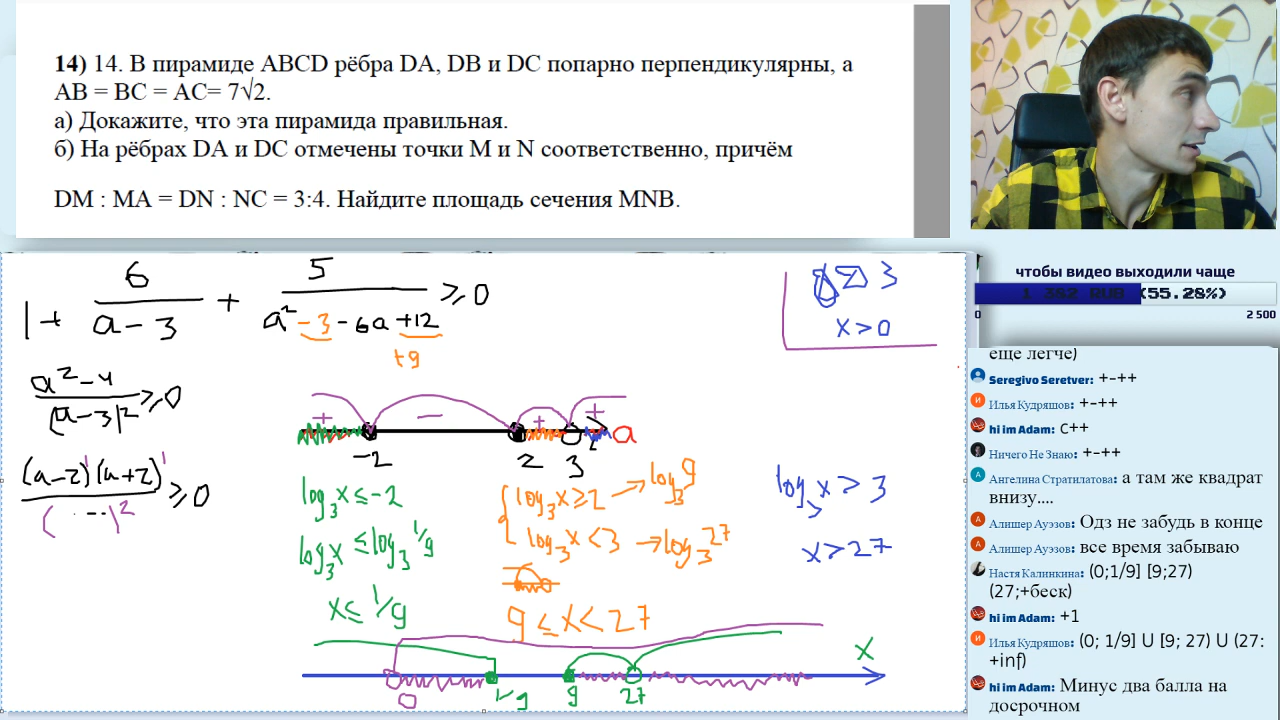 14) 14. В пирамиде ABCD рёбра DA, DB и DC попарно перпендикулярны, а
AB = BC = AC= 7√2.
а) Докажите, что эта пирамида правильная.
б) На рёбрах DA и DC отмечены точки M и N соответственно, причём
DM : MA = DN : NC = 3:4. Найдите площадь сечения MNB.
1 + 6/(a-3) + 5/(a² -3 -6a +12) ≥ 0
+9
(a²-4)/(a-3)² ≥ 0
(a-2)¹(a+2)¹/(...)² ≥ 0
3
x>0
+ − + +
-2 2 3 a
log₃x ≤ -2
log₃x ≤ log₃ 1/9
x ≤ 1/9
log₃x ≥ 2 → log₃9
log₃x < 3 → log₃27
9 ≤ x < 27
log₃x > 3
x > 27
0 1/9 9 27 x
чтобы видео выходили чаще
1 382 RUB (55.28%)
0 2 500
еще легче)
Seregivo Seretver: +-++
Илья Кудряшов: +-++
hi im Adam: с++
Ничего Не Знаю: +-++
Ангелина Стратилатова: а там же квадрат
внизу....
Алишер Ауэзов: Одз не забудь в конце
Алишер Ауэзов: все время забываю
Настя Калинкина: (0;1/9] [9;27)
(27;+беск)
hi im Adam: +1
Илья Кудряшов: (0; 1/9] U [9; 27) U (27:
+inf)
hi im Adam: Минус два балла на
досрочном